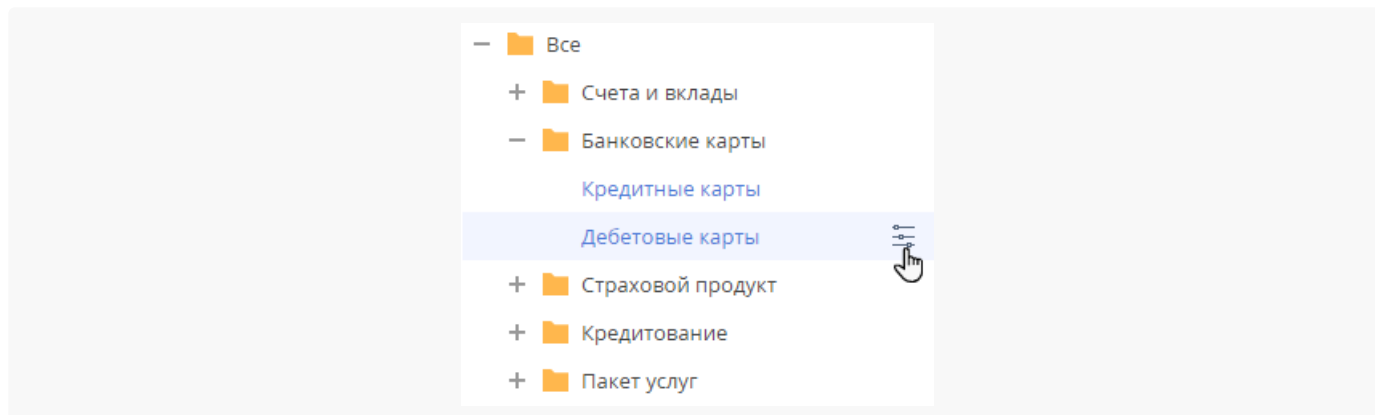 Все
Счета и вклады
Банковские карты
Кредитные карты
Дебетовые карты
Страховой продукт
Кредитование
Пакет услуг